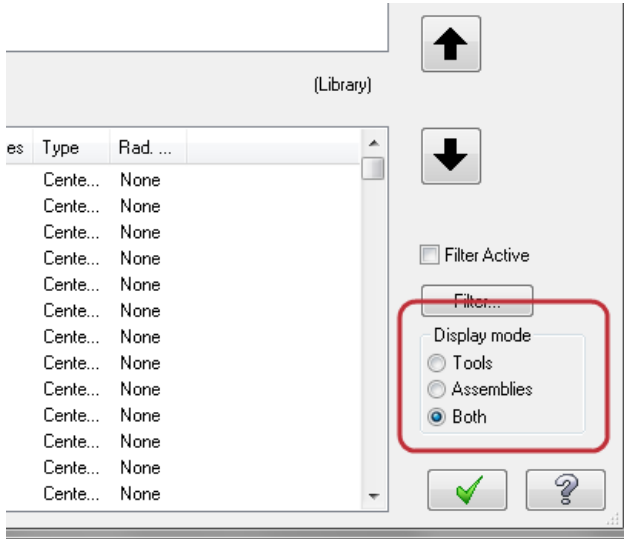 (Library)
es Type Rad. ...
Cente... None
Cente... None
Cente... None
Cente... None
Cente... None
Cente... None
Cente... None
Cente... None
Cente... None
Cente... None
Cente... None
Cente... None
Cente... None
Filter Active
Filter...
Display mode
Tools
Assemblies
Both